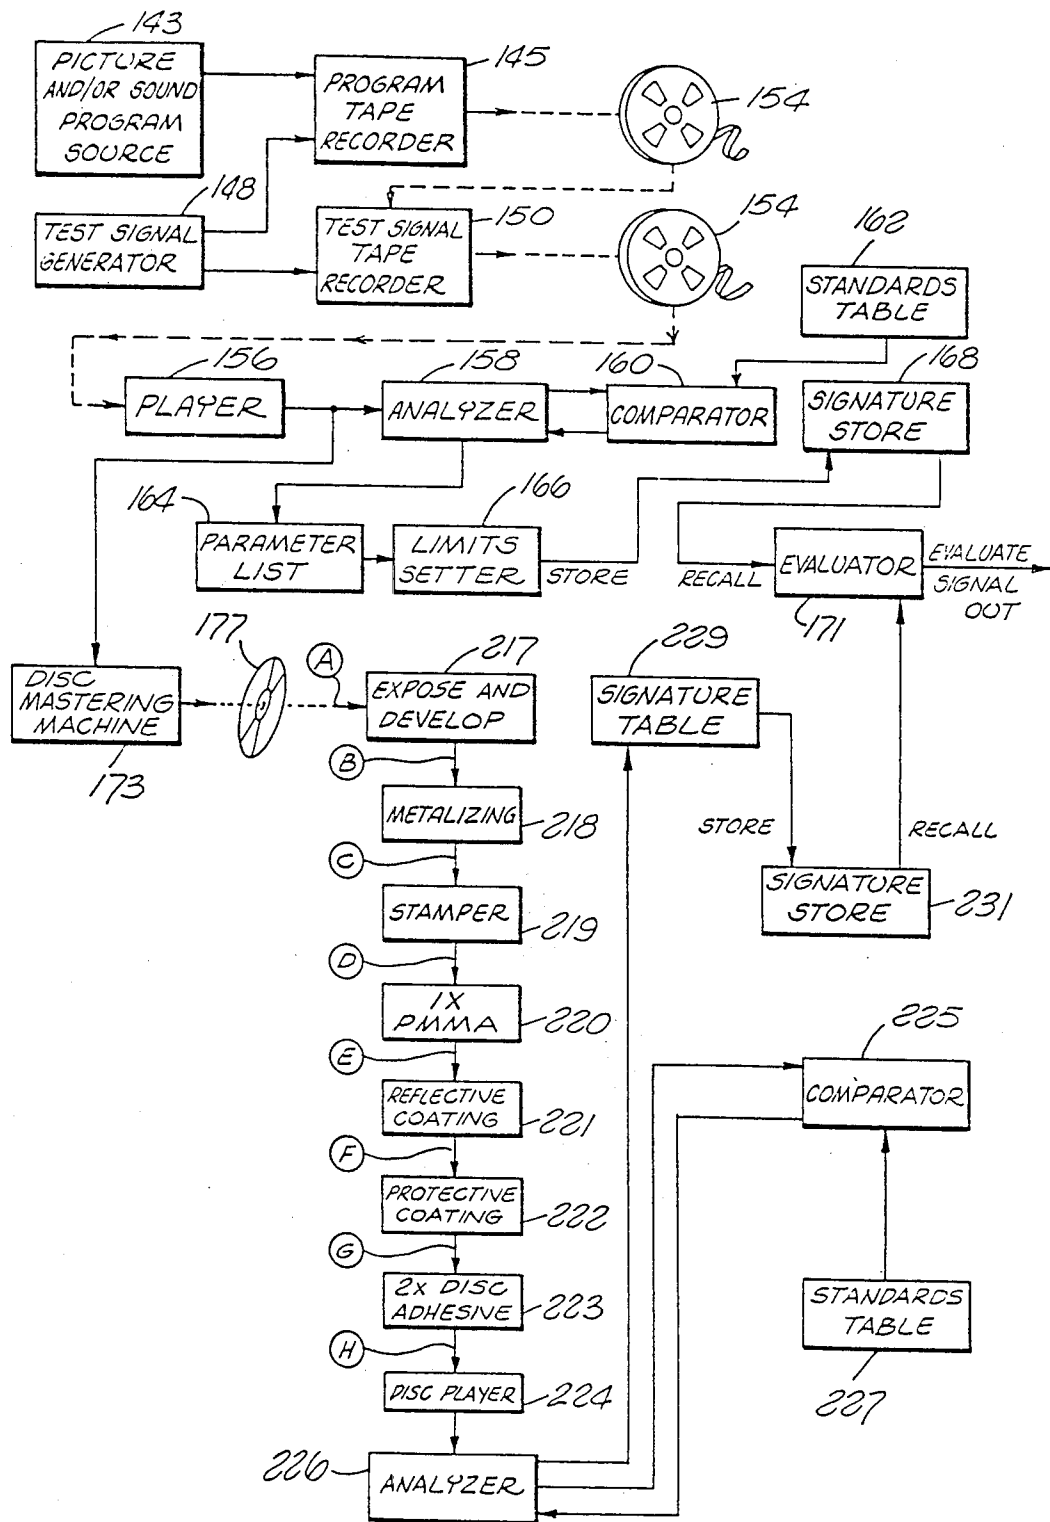 143
PICTURE
AND/OR SOUND
PROGRAM
SOURCE
145
PROGRAM
TAPE
RECORDER
154
148
TEST SIGNAL
GENERATOR
150
TEST SIGNAL
TAPE
RECORDER
154
162
STANDARDS
TABLE
156
PLAYER
158
ANALYZER
160
COMPARATOR
168
SIGNATURE
STORE
164
PARAMETER
LIST
166
LIMITS
SETTER
STORE
RECALL
EVALUATOR
171
EVALUATE
SIGNAL
OUT
177
A
DISC
MASTERING
MACHINE
173
217
EXPOSE AND
DEVELOP
229
SIGNATURE
TABLE
B
METALIZING
218
STORE
RECALL
C
STAMPER
219
SIGNATURE
STORE
231
D
1X
PMMA
220
E
REFLECTIVE
COATING
221
225
COMPARATOR
F
PROTECTIVE
COATING
222
G
2X DISC
ADHESIVE
223
STANDARDS
TABLE
227
H
DISC PLAYER
224
226
ANALYZER